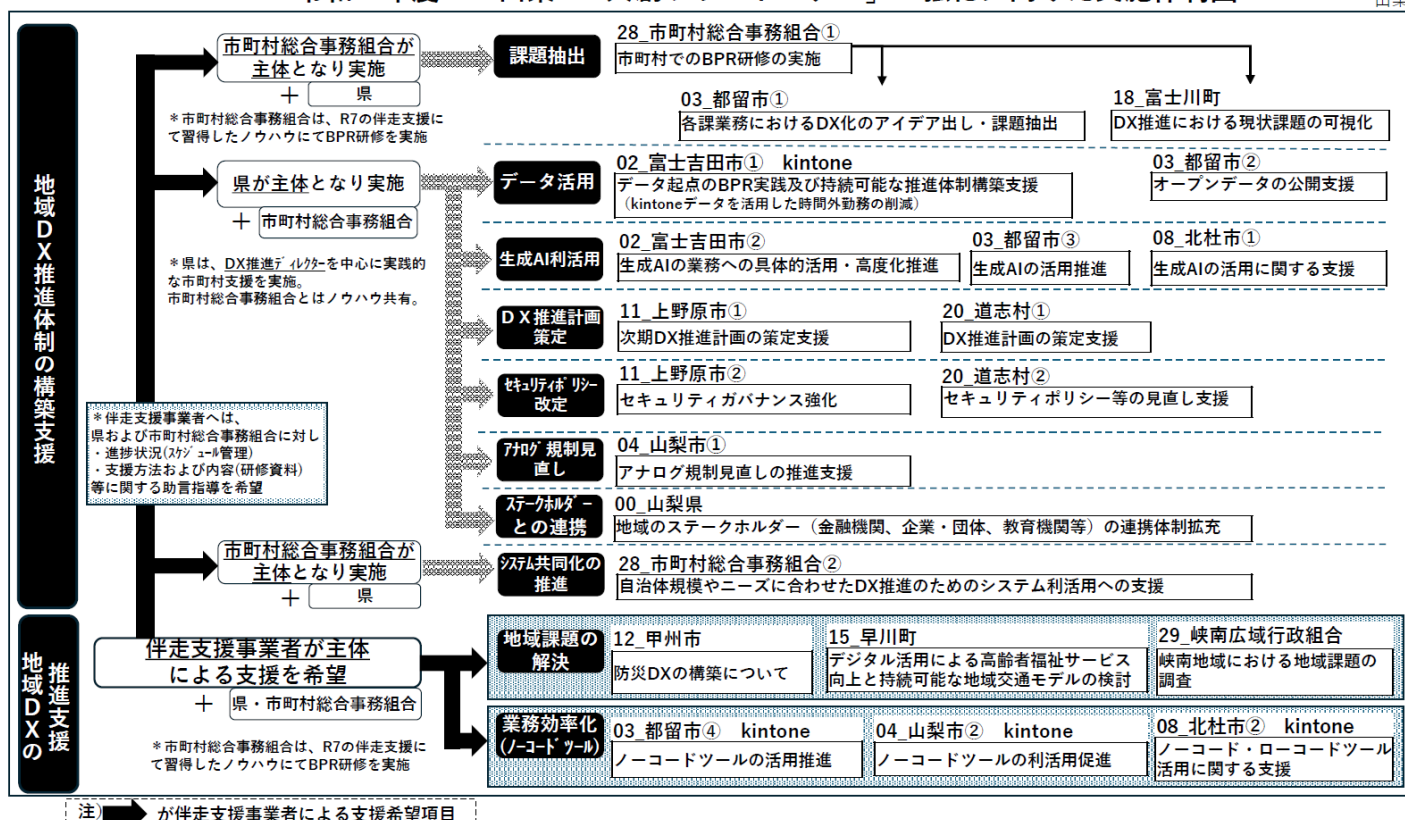 地域DX推進体制の構築支援
市町村総合事務組合が
主体となり実施
＋ 県
＊市町村総合事務組合は、R7の伴走支援に
て習得したノウハウにてBPR研修を実施
課題抽出
28_市町村総合事務組合①
市町村でのBPR研修の実施
03_都留市①
各課業務におけるDX化のアイデア出し・課題抽出
18_富士川町
DX推進における現状課題の可視化
県が主体となり実施
＋ 市町村総合事務組合
＊県は、DX推進ﾃﾞｨﾚｸﾀｰを中心に実践的
な市町村支援を実施。
市町村総合事務組合とはノウハウ共有。
データ活用
02_富士吉田市① kintone
データ起点のBPR実践及び持続可能な推進体制構築支援
（kintoneデータを活用した時間外勤務の削減）
03_都留市②
オープンデータの公開支援
生成AI利活用
02_富士吉田市②
生成AIの業務への具体的活用・高度化推進
03_都留市③
生成AIの活用推進
08_北杜市①
生成AIの活用に関する支援
ＤＸ推進計画
策定
11_上野原市①
次期DX推進計画の策定支援
20_道志村①
DX推進計画の策定支援
ｾｷｭﾘﾃｨﾎﾟﾘｼｰ
改定
11_上野原市②
セキュリティガバナンス強化
20_道志村②
セキュリティポリシー等の見直し支援
＊伴走支援事業者へは、
県および市町村総合事務組合に対し
・進捗状況(ｽｹｼﾞｭｰﾙ管理)
・支援方法および内容(研修資料)
等に関する助言指導を希望
ｱﾅﾛｸﾞ規制見
直し
04_山梨市①
アナログ規制見直しの推進支援
ｽﾃｰｸﾎﾙﾀﾞｰ
との連携
00_山梨県
地域のステークホルダー（金融機関、企業・団体、教育機関等）の連携体制拡充
市町村総合事務組合が
主体となり実施
＋ 県
ｼｽﾃﾑ共同化の
推進
28_市町村総合事務組合②
自治体規模やニーズに合わせたDX推進のためのシステム利活用への支援
地域DXの
推進支援
伴走支援事業者が主体
による支援を希望
＋ 県・市町村総合事務組合
＊市町村総合事務組合は、R7の伴走支援に
て習得したノウハウにてBPR研修を実施
地域課題の
解決
12_甲州市
防災DXの構築について
15_早川町
デジタル活用による高齢者福祉サービス
向上と持続可能な地域交通モデルの検討
29_峡南広域行政組合
峡南地域における地域課題の
調査
業務効率化
(ﾉｰｺｰﾄﾞﾂｰﾙ)
03_都留市④ kintone
ノーコードツールの活用推進
04_山梨市② kintone
ノーコードツールの利活用促進
08_北杜市② kintone
ノーコード・ローコードツール
活用に関する支援
注） が伴走支援事業者による支援希望項目